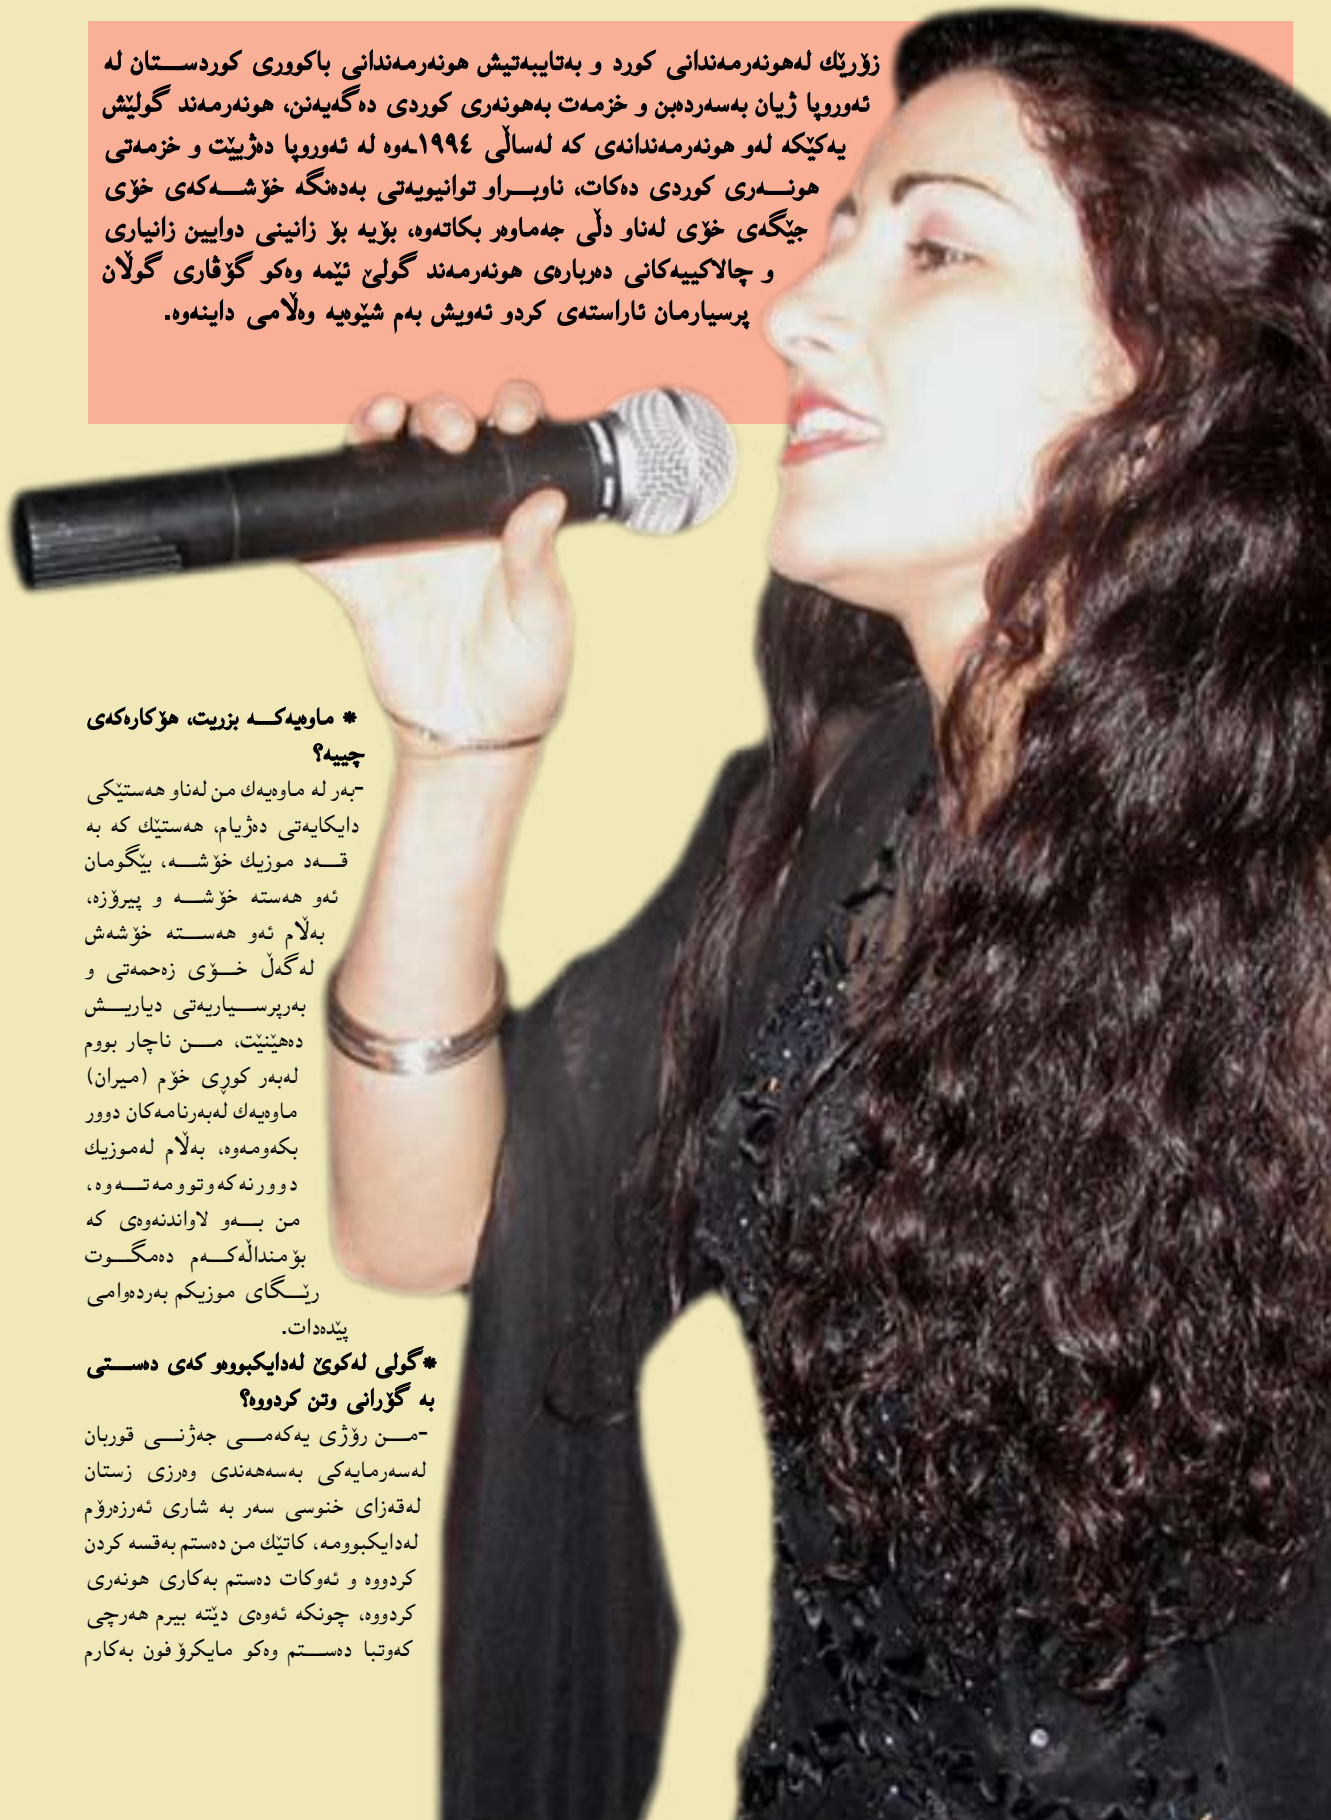 زۆرێك لەهونەرمەندانی كورد و بەتایبەتیش هونەرمەندانی باكووری كوردستان لە
ئەوروپا ژیان بەسەردەبن و خزمەت بەهونەری كوردی دەگەیەنن، هونەرمەند گولێش
یەكێكە لەو هونەرمەندانەی كە لەساڵی ١٩٩٤ـەوە لە ئەوروپا دەژییێت و خزمەتی
هونەری كوردی دەكات، ناوبراو توانیویەتی بەدەنگە خۆشەكەی خۆی
جێگەی خۆی لەناو دڵی جەماوەر بكاتەوە، بۆیە بۆ زانینی دوایین زانیاری
و چالاكییەكانی دەربارەی هونەرمەند گولێ ئێمە وەكو گۆڤاری گوڵان
پرسیارمان ئاراستەی كردو ئەویش بەم شێوەیە وەڵامی داینەوە.
* ماوەیەكە بزریت، هۆكارەكەی
چییە؟
-بەر لە ماوەیەك من لەناو هەستێكی
دایكایەتی دەژیام، هەستێك كە بە
قەد موزیك خۆشە، بێگومان
ئەو هەستە خۆشە و پیرۆزە،
بەڵام ئەو هەستە خۆشەش
لەگەڵ خۆی زەحمەتی و
بەرپرسیاریەتی دیاریش
دەهێنێت، من ناچار بووم
لەبەر كوڕی خۆم (میران)
ماوەیەك لەبەرنامەكان دوور
بكەومەوە، بەڵام لەموزیك
دوورنەكەوتوومەتەوە،
من بەو لاواندنەوەی كە
بۆمنداڵەكەم دەمگوت
رێگای موزیكم بەردەوامی
پێدەدات.
*گولی لەكوێ لەدایكبووەو كەی دەستی
بە گۆرانی وتن كردووە؟
-من رۆژی یەكەمی جەژنی قوربان
لەسەرمایەكی بەسەهەندی وەرزی زستان
لەقەزای خنوسی سەر بە شاری ئەرزەرۆم
لەدایكبوومە، كاتێك من دەستم بەقسە كردن
كردووە و ئەوكات دەستم بەكاری هونەری
كردووە، چونكە ئەوەی دێتە بیرم هەرچی
كەوتبا دەستم وەكو مایكرۆفون بەكارم